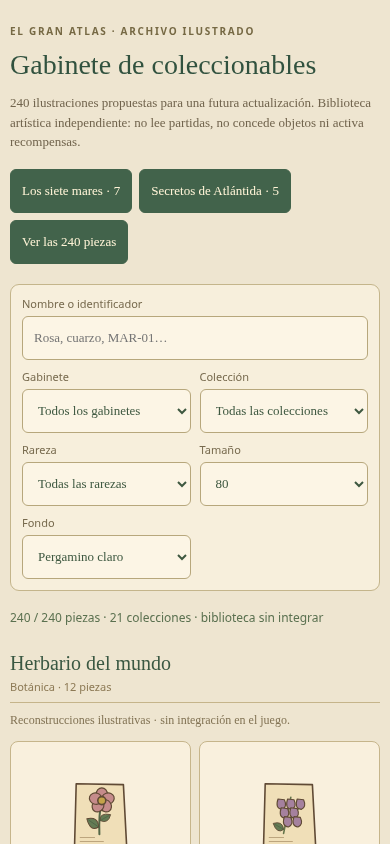 EL GRAN ATLAS · ARCHIVO ILUSTRADO
Gabinete de coleccionables
240 ilustraciones propuestas para una futura actualización. Biblioteca
artística independiente: no lee partidas, no concede objetos ni activa
recompensas.
Los siete mares · 7
Secretos de Atlántida · 5
Ver las 240 piezas
Nombre o identificador
Rosa, cuarzo, MAR-01…
Gabinete
Colección
Todos los gabinetes
Todas las colecciones
Rareza
Tamaño
Todas las rarezas
80
Fondo
Pergamino claro
240 / 240 piezas · 21 colecciones · biblioteca sin integrar
Herbario del mundo
Botánica · 12 piezas
Reconstrucciones ilustrativas · sin integración en el juego.